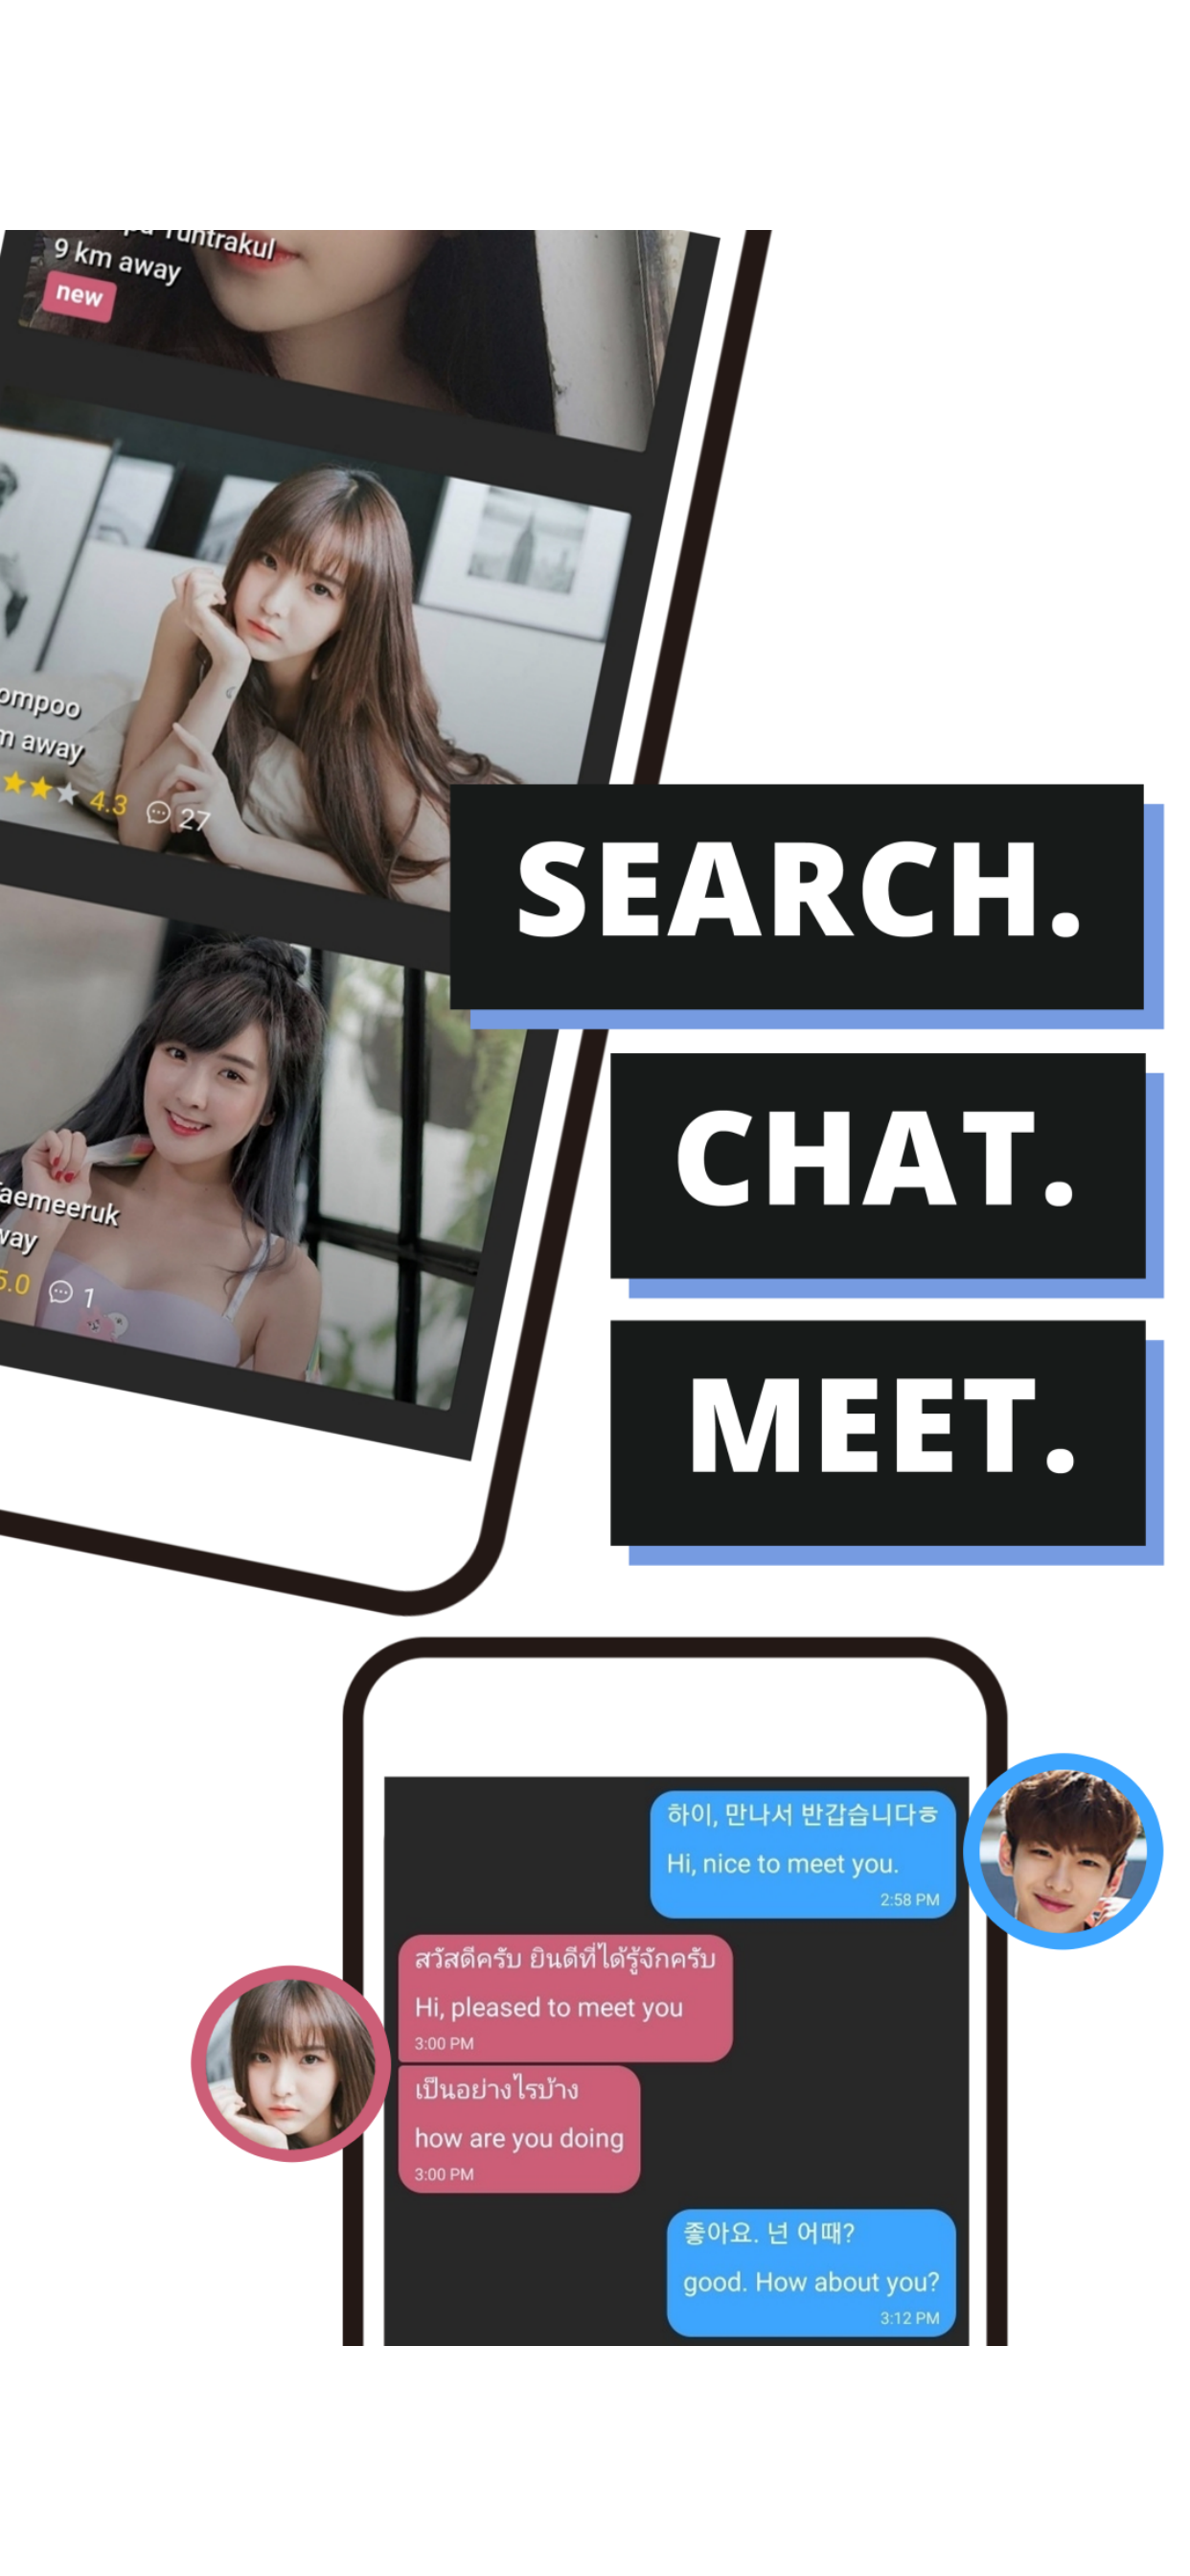 Tuntrakul
9 km away
new
ompoo
m away
4.3 27
aemeeruk
way
5.0 1
SEARCH.
CHAT.
MEET.
하이, 만나서 반갑습니다ㅎ
Hi, nice to meet you.
2:58 PM
สวัสดีครับ ยินดีที่ได้รู้จักครับ
Hi, pleased to meet you
3:00 PM
เป็นอย่างไรบ้าง
how are you doing
3:00 PM
좋아요. 넌 어때?
good. How about you?
3:12 PM